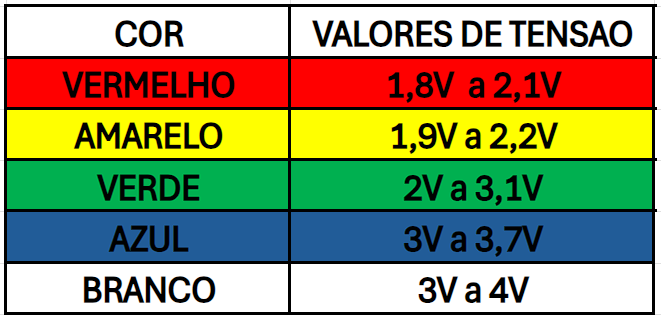 COR VALORES DE TENSAO
VERMELHO 1,8V a 2,1V
AMARELO 1,9V a 2,2V
VERDE 2V a 3,1V
AZUL 3V a 3,7V
BRANCO 3V a 4V